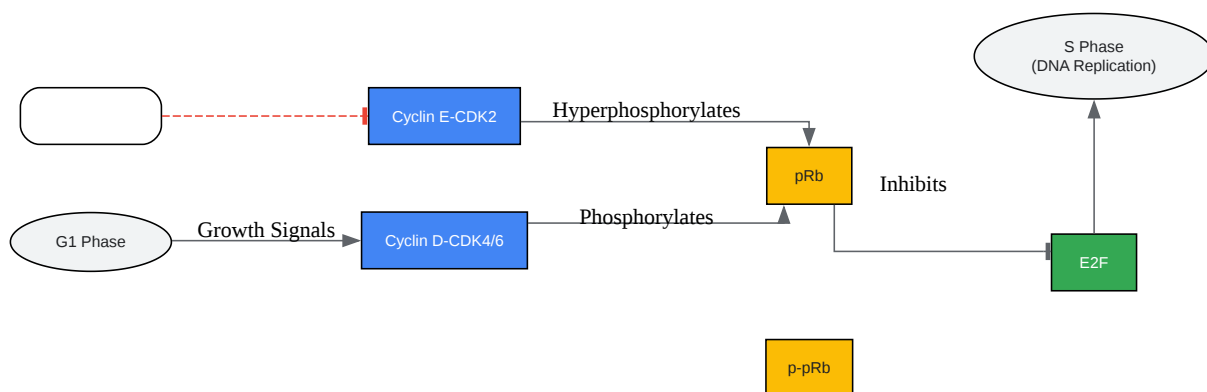 S Phase
(DNA Replication)
Cyclin E-CDK2
Hyperphosphorylates
pRb
Inhibits
G1 Phase
Growth Signals
Cyclin D-CDK4/6
Phosphorylates
E2F
p-pRb